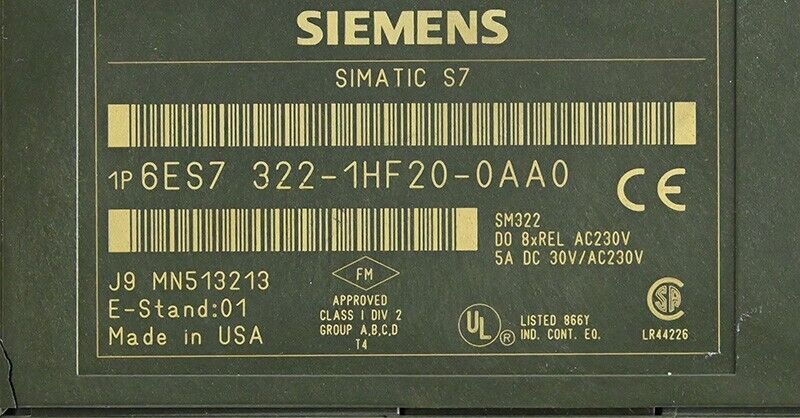 SIEMENS
SIMATIC S7
1P 6ES7 322-1HF20-0AA0
CE
SM322
DO 8xREL AC230V
5A DC 30V/AC230V
J9 MN513213
E-Stand:01
Made in USA
FM
APPROVED
CLASS I DIV 2
GROUP A,B,C,D
T4
UL ®
LISTED 866Y
IND. CONT. EQ.
SA
LR44226